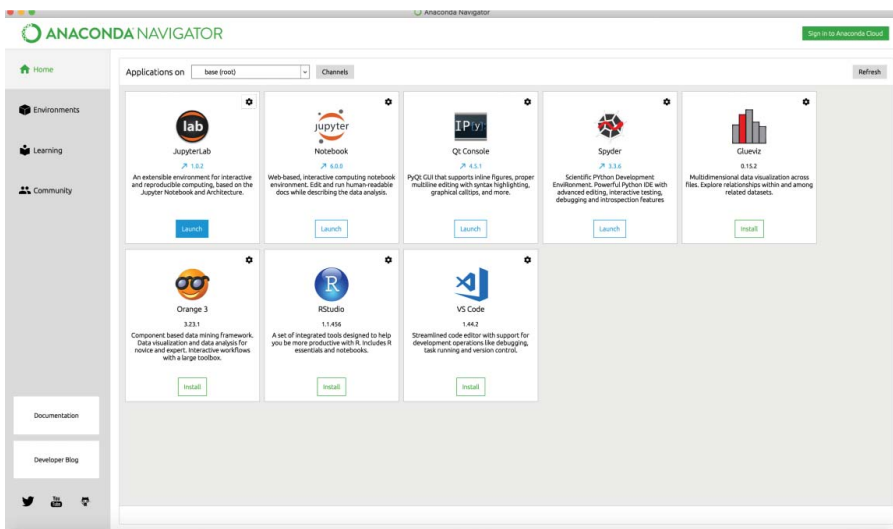 Anaconda Navigator
ANACONDA NAVIGATOR
Sign in to Anaconda Cloud
Home
Environments
Learning
Community
Documentation
Developer Blog
You
Tube
Applications on
base (root)
Channels
Refresh
lab
JupyterLab
1.0.2
An extensible environment for interactive
and reproducible computing, based on the
Jupyter Notebook and Architecture.
Launch
jupyter
Notebook
6.0.0
Web-based, interactive computing notebook
environment. Edit and run human-readable
docs while describing the data analysis.
Launch
IP[y]:
Qt Console
4.5.1
PyQt GUI that supports inline figures, proper
multiline editing with syntax highlighting,
graphical calltips, and more.
Launch
Spyder
3.3.6
Scientific PYthon Development
EnviRonment. Powerful Python IDE with
advanced editing, interactive testing,
debugging and introspection features
Launch
Glueviz
0.15.2
Multidimensional data visualization across
files. Explore relationships within and among
related datasets.
Install
Orange 3
3.23.1
Component based data mining framework.
Data visualization and data analysis for
novice and expert. Interactive workflows
with a large toolbox.
Install
R
RStudio
1.1.456
A set of integrated tools designed to help
you be more productive with R. Includes R
essentials and notebooks.
Install
VS Code
1.44.2
Streamlined code editor with support for
development operations like debugging,
task running and version control.
Install